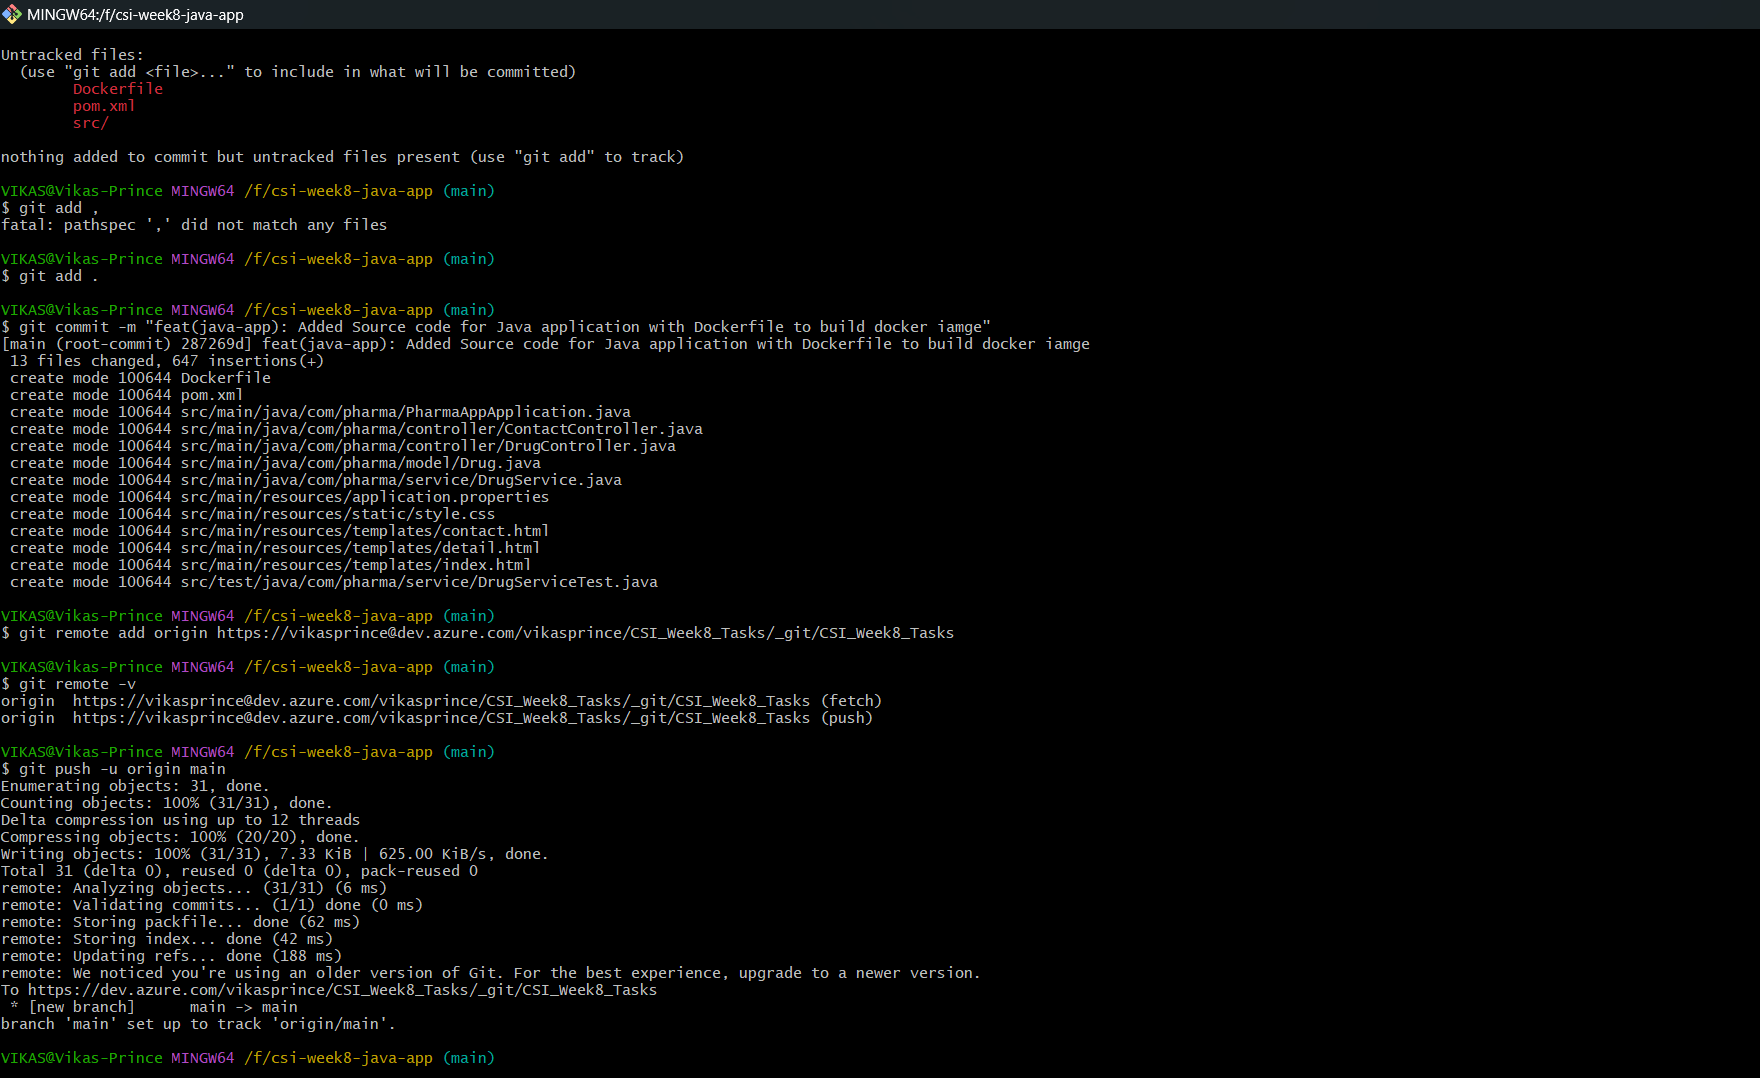 MINGW64:/f/csi-week8-java-app
Untracked files:
  (use "git add <file>..." to include in what will be committed)
        Dockerfile
        pom.xml
        src/
nothing added to commit but untracked files present (use "git add" to track)
VIKAS@Vikas-Prince MINGW64 /f/csi-week8-java-app (main)
$ git add ,
fatal: pathspec ',' did not match any files
VIKAS@Vikas-Prince MINGW64 /f/csi-week8-java-app (main)
$ git add .
VIKAS@Vikas-Prince MINGW64 /f/csi-week8-java-app (main)
$ git commit -m "feat(java-app): Added Source code for Java application with Dockerfile to build docker iamge"
[main (root-commit) 287269d] feat(java-app): Added Source code for Java application with Dockerfile to build docker iamge
 13 files changed, 647 insertions(+)
 create mode 100644 Dockerfile
 create mode 100644 pom.xml
 create mode 100644 src/main/java/com/pharma/PharmaAppApplication.java
 create mode 100644 src/main/java/com/pharma/controller/ContactController.java
 create mode 100644 src/main/java/com/pharma/controller/DrugController.java
 create mode 100644 src/main/java/com/pharma/model/Drug.java
 create mode 100644 src/main/java/com/pharma/service/DrugService.java
 create mode 100644 src/main/resources/application.properties
 create mode 100644 src/main/resources/static/style.css
 create mode 100644 src/main/resources/templates/contact.html
 create mode 100644 src/main/resources/templates/detail.html
 create mode 100644 src/main/resources/templates/index.html
 create mode 100644 src/test/java/com/pharma/service/DrugServiceTest.java
VIKAS@Vikas-Prince MINGW64 /f/csi-week8-java-app (main)
$ git remote add origin https://vikasprince@dev.azure.com/vikasprince/CSI_Week8_Tasks/_git/CSI_Week8_Tasks
VIKAS@Vikas-Prince MINGW64 /f/csi-week8-java-app (main)
$ git remote -v
origin  https://vikasprince@dev.azure.com/vikasprince/CSI_Week8_Tasks/_git/CSI_Week8_Tasks (fetch)
origin  https://vikasprince@dev.azure.com/vikasprince/CSI_Week8_Tasks/_git/CSI_Week8_Tasks (push)
VIKAS@Vikas-Prince MINGW64 /f/csi-week8-java-app (main)
$ git push -u origin main
Enumerating objects: 31, done.
Counting objects: 100% (31/31), done.
Delta compression using up to 12 threads
Compressing objects: 100% (20/20), done.
Writing objects: 100% (31/31), 7.33 KiB | 625.00 KiB/s, done.
Total 31 (delta 0), reused 0 (delta 0), pack-reused 0
remote: Analyzing objects... (31/31) (6 ms)
remote: Validating commits... (1/1) done (0 ms)
remote: Storing packfile... done (62 ms)
remote: Storing index... done (42 ms)
remote: Updating refs... done (188 ms)
remote: We noticed you're using an older version of Git. For the best experience, upgrade to a newer version.
To https://dev.azure.com/vikasprince/CSI_Week8_Tasks/_git/CSI_Week8_Tasks
 * [new branch]      main -> main
branch 'main' set up to track 'origin/main'.
VIKAS@Vikas-Prince MINGW64 /f/csi-week8-java-app (main)